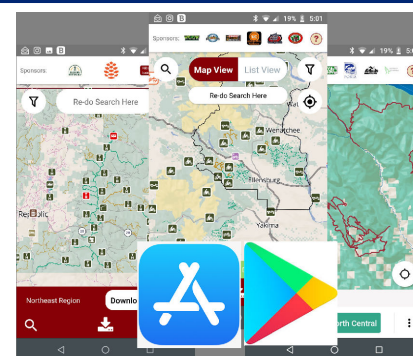 19% 5:01
Sponsors:
Map View
List View
Re-do Search Here
Wenatchee
Ellensburg
Yakima
Sponsors:
Re-do Search Here
Republic
Northeast Region
Downlo
5:01
orth Central